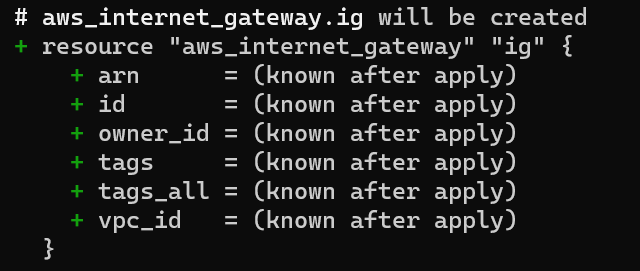 # aws_internet_gateway.ig will be created
+ resource "aws_internet_gateway" "ig" {
    + arn      = (known after apply)
    + id       = (known after apply)
    + owner_id = (known after apply)
    + tags     = (known after apply)
    + tags_all = (known after apply)
    + vpc_id   = (known after apply)
  }